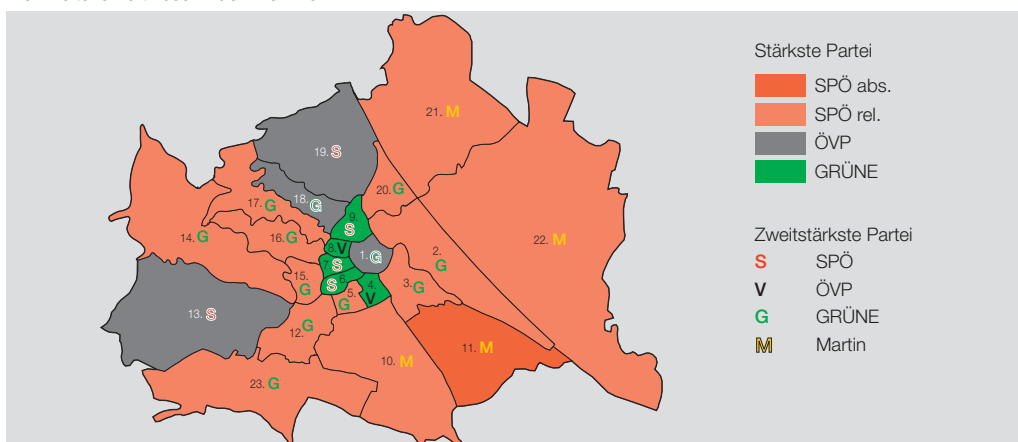 Stärkste Partei
SPÖ abs.
SPÖ rel.
ÖVP
GRÜNE
Zweitstärkste Partei
S SPÖ
V ÖVP
G GRÜNE
M Martin
21. M
19. S
20. G
18. G
17. G
9. S
14. G
16. G
8. V
22. M
1. G
2. G
7. S
15. G
6. S
4. V
3. G
5. G
13. S
12. G
11. M
10. M
23. G